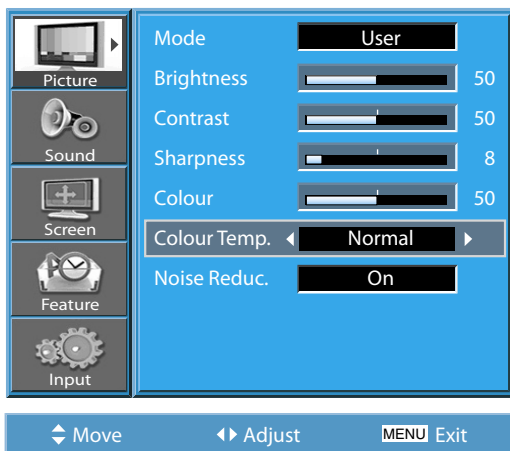 Picture
Sound
Screen
Feature
Input
Mode User
Brightness 50
Contrast 50
Sharpness 8
Colour 50
Colour Temp. Normal
Noise Reduc. On
Move Adjust MENU Exit